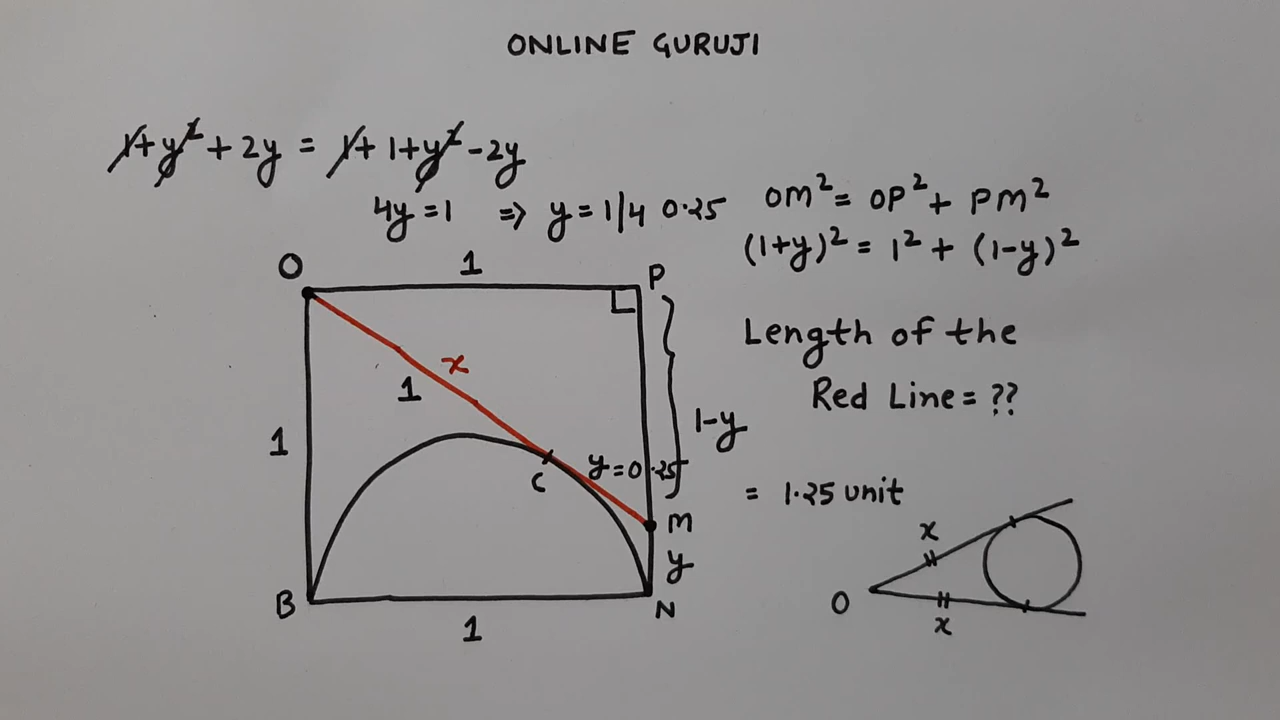 ONLINE GURUJI
1+y²+2y = 1+1+y²-2y
4y=1 ⇒ y=1/4 0.25
OM²= OP²+ PM²
(1+y)² = 1² + (1-y)²
O 1 P
Length of the
Red Line= ??
x
1
1
1-y
C y=0.25
= 1.25 unit
M
y
B 1 N
x
O
x